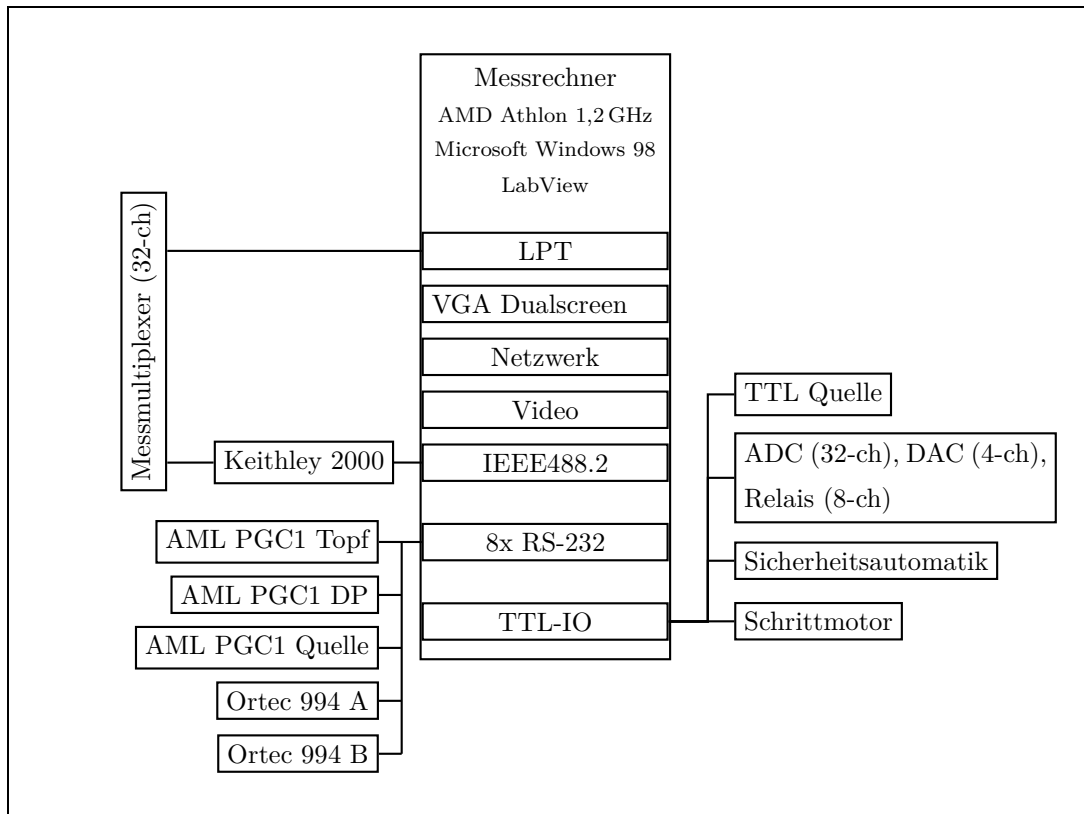 Messrechner
AMD Athlon 1,2 GHz
Microsoft Windows 98
LabView
LPT
VGA Dualscreen
Netzwerk
Video
IEEE488.2
8x RS-232
TTL-IO
Messmultiplexer (32-ch)
Keithley 2000
AML PGC1 Topf
AML PGC1 DP
AML PGC1 Quelle
Ortec 994 A
Ortec 994 B
TTL Quelle
ADC (32-ch), DAC (4-ch),
Relais (8-ch)
Sicherheitsautomatik
Schrittmotor